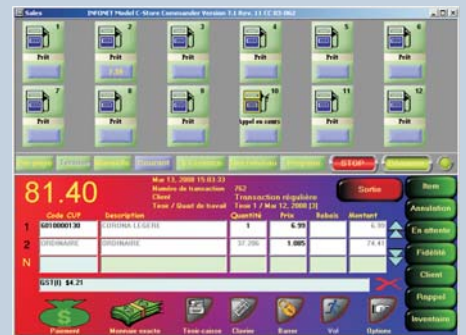 Sales INFONET Model C-Store Commander Version 7.1 Rev. 11 CC 03 062
1 2 3 4 5 6
Prêt Prêt Prêt Prêt Prêt Prêt
7 8 9 10 11 12
Prêt Prêt Prêt Appel en cours Prêt Prêt
STOP
81.40
Mai 13, 2008 15:03:33
Numéro de transaction 762
Client Transaction régulière
Tenir / Quart de travail Tenir 1 / Mai 12, 2008 [3]
Sortie
Item
Annulation
En attente
Fidélité
Client
Rappel
Inventaire
Code CUP Description Quantité Prix Rabais Montant
1 6010000130 CORONA LEGERE 1 6.99 6.99
2 ORDINAIRE ORDINAIRE 37.206 1.085 74.41
N
GST(I) $4.21
Paiement Monnaie exacte Tiroir-caisse Clavier Barrer Vol Options